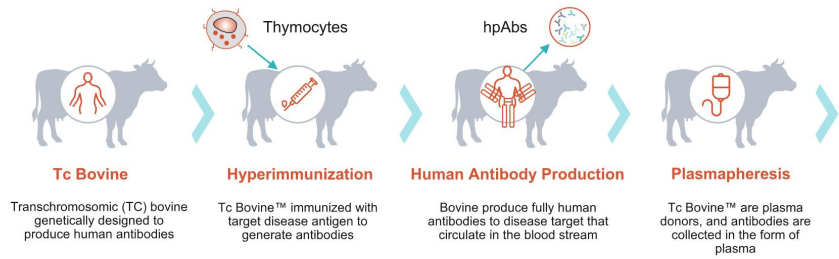 Thymocytes
hpAbs
Tc Bovine
Transchromosomic (TC) bovine
genetically designed to
produce human antibodies
Hyperimmunization
Tc Bovine™ immunized with
target disease antigen to
generate antibodies
Human Antibody Production
Bovine produce fully human
antibodies to disease target that
circulate in the blood stream
Plasmapheresis
Tc Bovine™ are plasma
donors, and antibodies are
collected in the form of
plasma